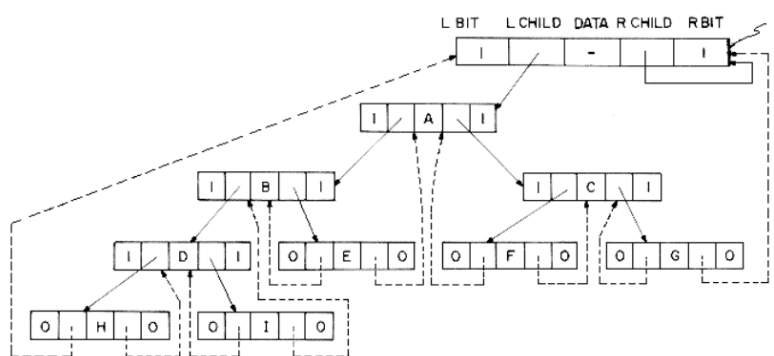 L BIT L CHILD DATA R CHILD R BIT
1 - 1
1 A 1
1 B 1 1 C 1
1 D 1 0 E 0 0 F 0 0 G 0
0 H 0 0 I 0